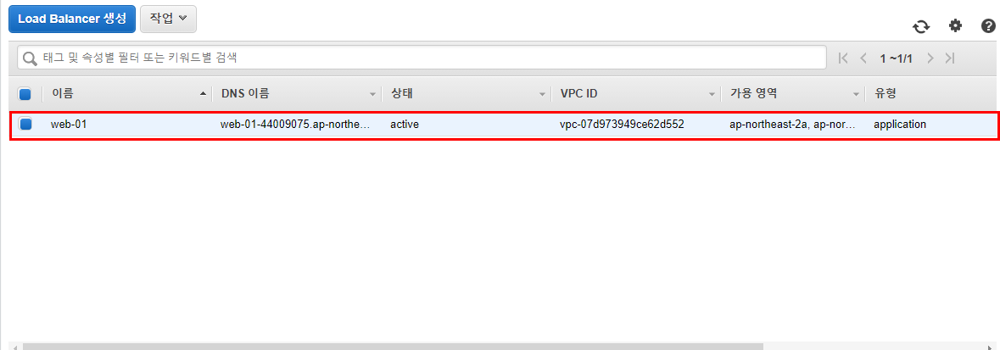 Load Balancer 생성 작업
태그 및 속성별 필터 또는 키워드별 검색 1 ~1/1
이름 DNS 이름 상태 VPC ID 가용 영역 유형
web-01 web-01-44009075.ap-northe... active vpc-07d973949ce62d552 ap-northeast-2a, ap-nor... application